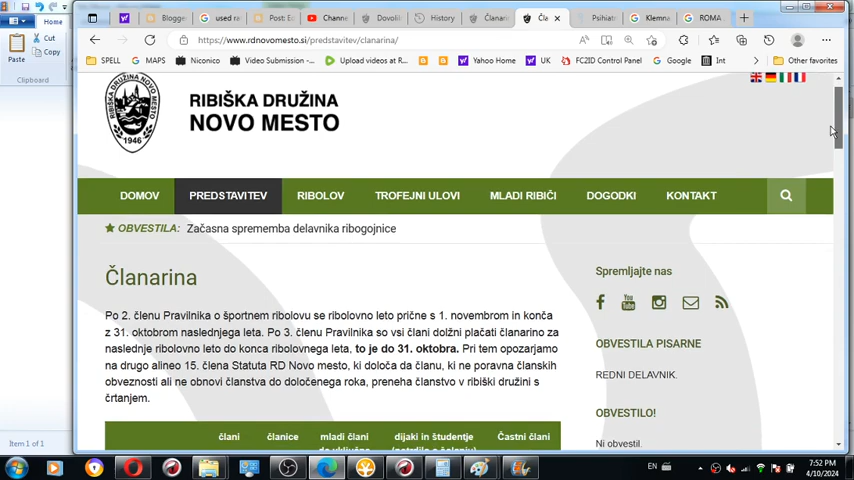 Home
Cut
Copy
Paste
Clipboard
Blogge
used ra
Post Ed
Chann
Dovoli
History
Članarin
Čla
Psihiatr
Klemna
ROMA
https://www.rdnovomesto.si/predstavitev/clanarina/
SPELL
MAPS
Niconico
Video Submission -...
Upload videos at R...
Yahoo Home
UK
FC2ID Control Panel
Google
Int
Other favorites
1946
RIBIŠKA DRUŽINA
NOVO MESTO
DOMOV PREDSTAVITEV RIBOLOV TROFEJNI ULOVI MLADI RIBIČI DOGODKI KONTAKT
OBVESTILA: Začasna sprememba delavnika ribogojnice
Članarina
Po 2. členu Pravilnika o športnem ribolovu se ribolovno leto prične s 1. novembrom in konča
z 31. oktobrom naslednjega leta. Po 3. členu Pravilnika so vsi člani dolžni plačati članarino za
naslednje ribolovno leto do konca ribolovnega leta, to je do 31. oktobra. Pri tem opozarjamo
na drugo alineo 15. člena Statuta RD Novo mesto, ki določa da članu, ki ne poravna članskih
obveznosti ali ne obnovi članstva do določenega roka, preneha članstvo v ribiški družini s
črtanjem.
člani članice mladi člani dijaki in študentje Častni člani
Spremljajte nas
You
Tube
OBVESTILA PISARNE
REDNI DELAVNIK.
OBVESTILO!
Ni obvestil.
Item 1 of 1
EN
7:52 PM
4/10/2024